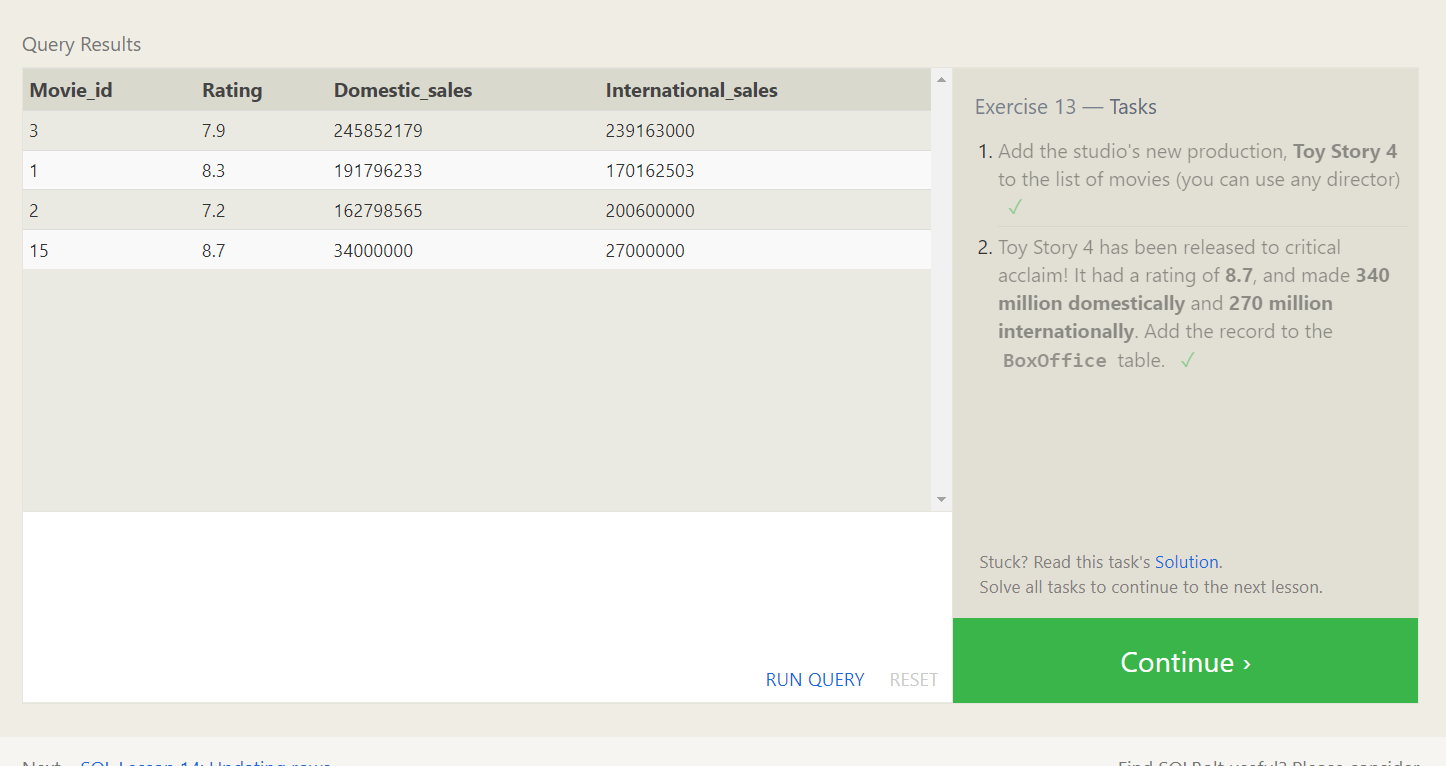 Query Results
Movie_id Rating Domestic_sales International_sales
3 7.9 245852179 239163000
1 8.3 191796233 170162503
2 7.2 162798565 200600000
15 8.7 34000000 27000000
RUN QUERY RESET
Exercise 13 — Tasks
1. Add the studio's new production, Toy Story 4
to the list of movies (you can use any director)
✓
2. Toy Story 4 has been released to critical
acclaim! It had a rating of 8.7, and made 340
million domestically and 270 million
internationally. Add the record to the
BoxOffice table. ✓
Stuck? Read this task's Solution.
Solve all tasks to continue to the next lesson.
Continue ›
Next – SQL Lesson 14: Updating rows
Find SQLBolt useful? Please consider